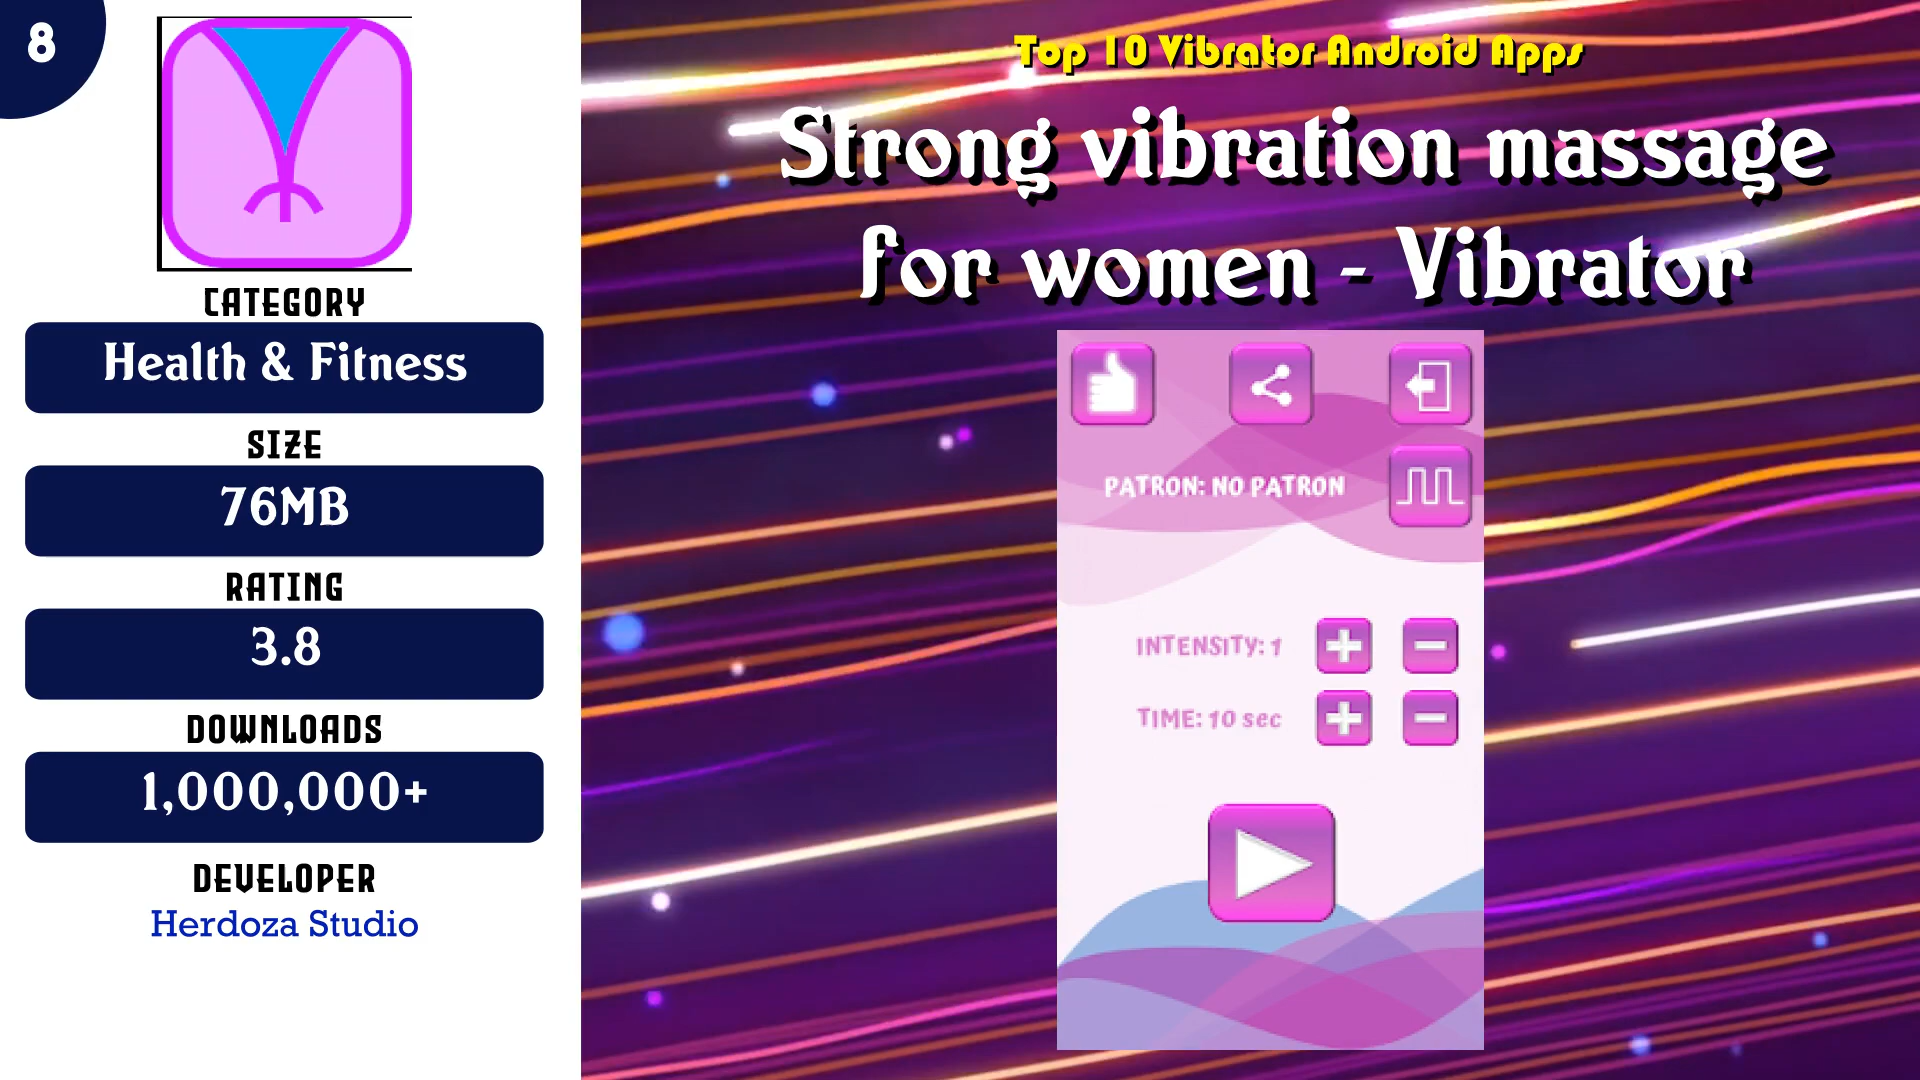 8
CATEGORY
Health & Fitness
SIZE
76MB
RATING
3.8
DOWNLOADS
1,000,000+
DEVELOPER
Herdoza Studio
Top 10 Vibrator Android Apps
Strong vibration massage
for women - Vibrator
PATRON: NO PATRON
INTENSITY: 1
TIME: 10 sec